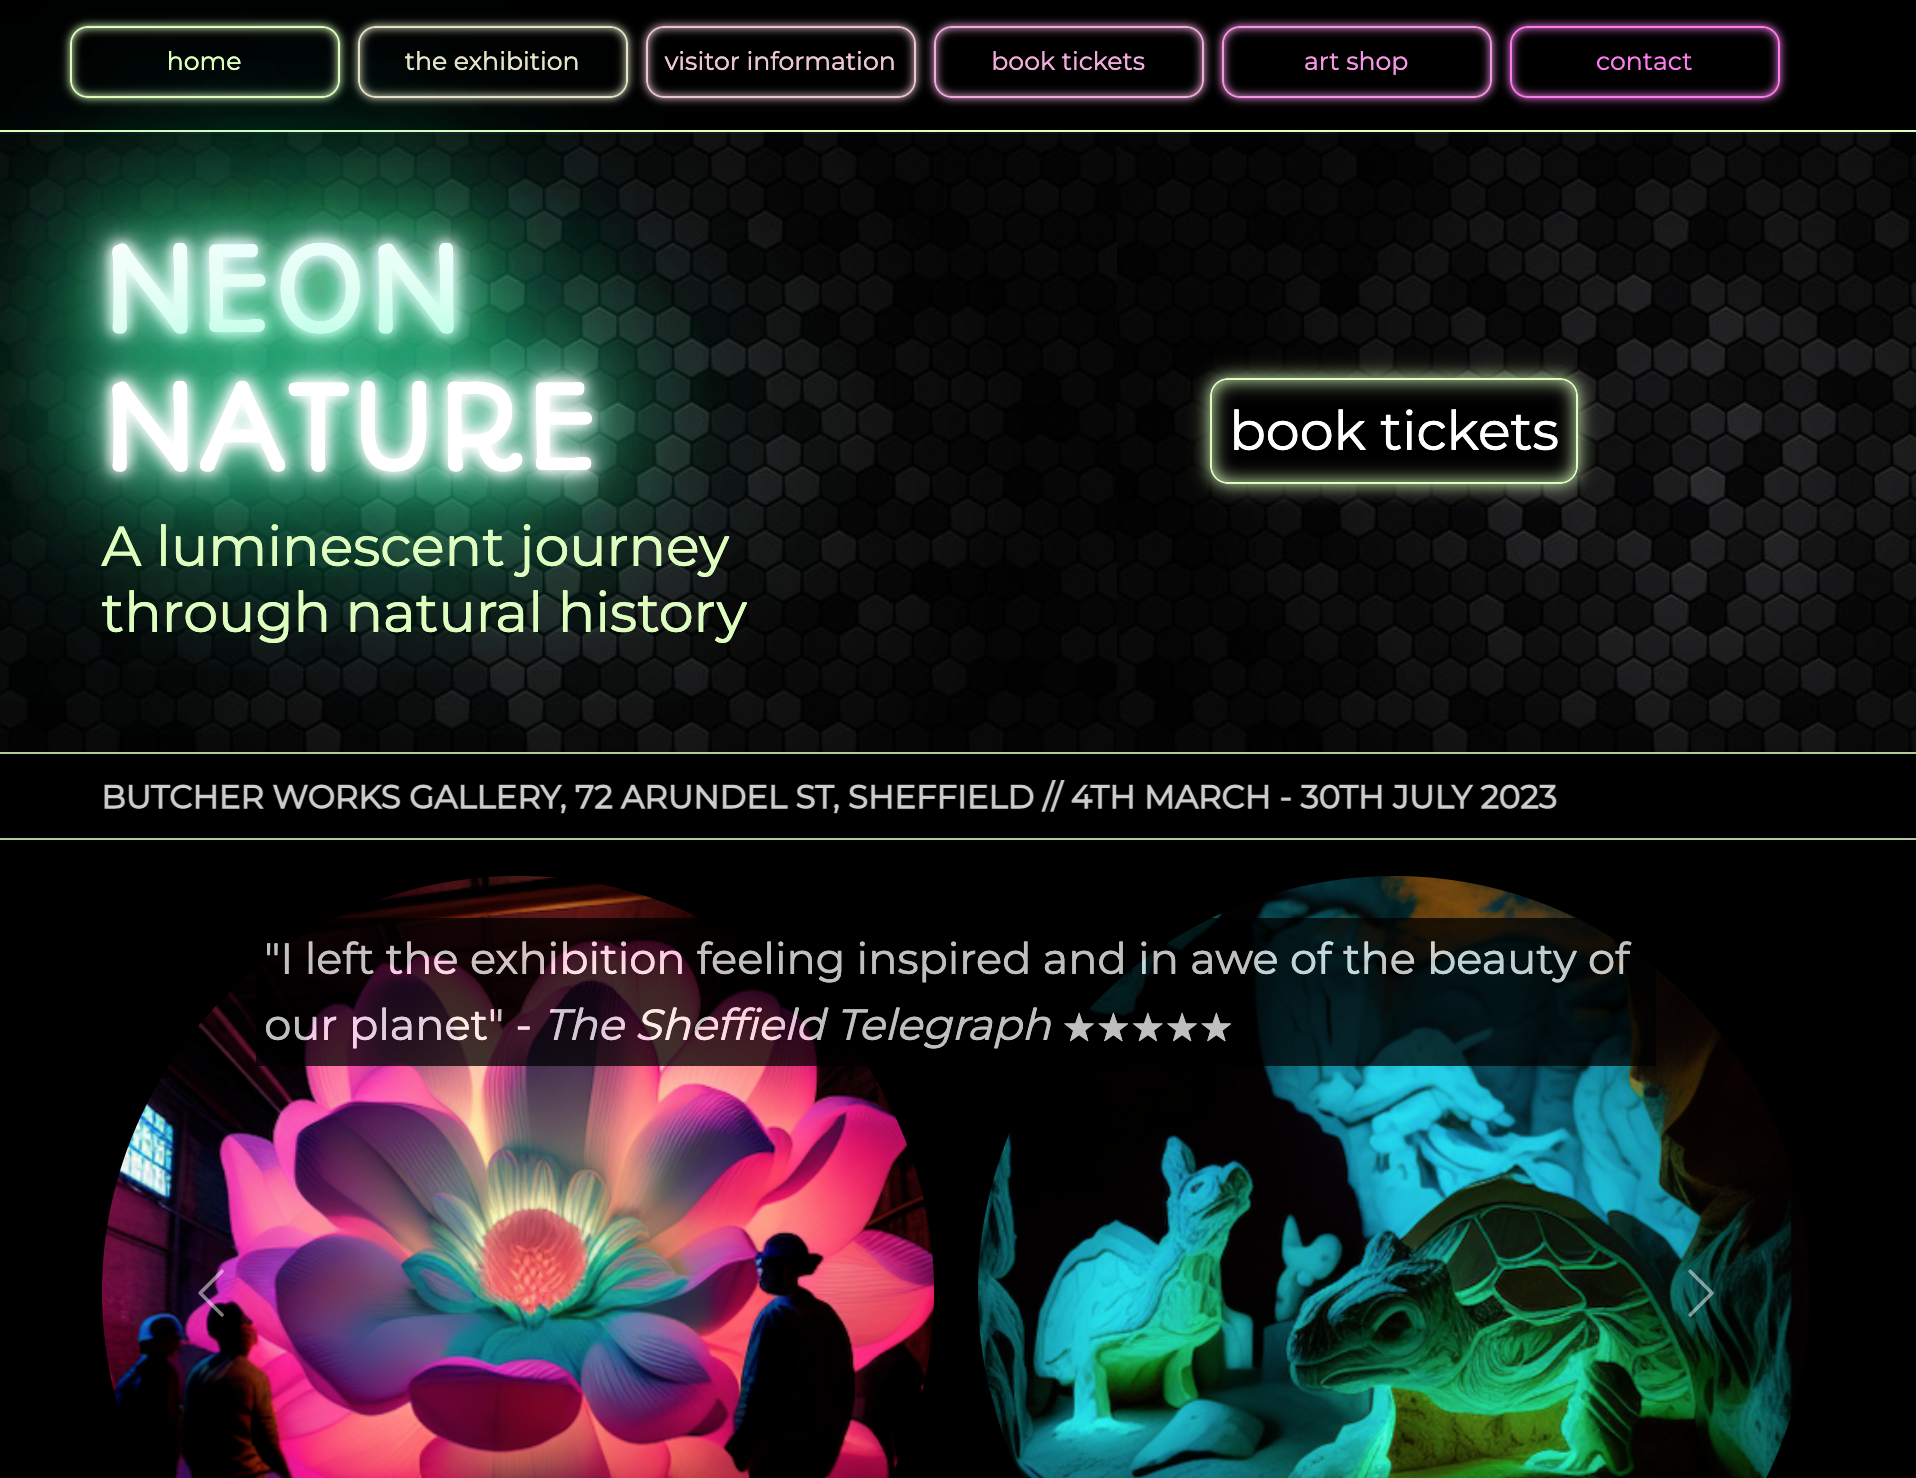 home
the exhibition
visitor information
book tickets
art shop
contact
NEON
NATURE
A luminescent journey
through natural history
book tickets
BUTCHER WORKS GALLERY, 72 ARUNDEL ST, SHEFFIELD // 4TH MARCH - 30TH JULY 2023
"I left the exhibition feeling inspired and in awe of the beauty of
our planet" - The Sheffield Telegraph ★★★★★